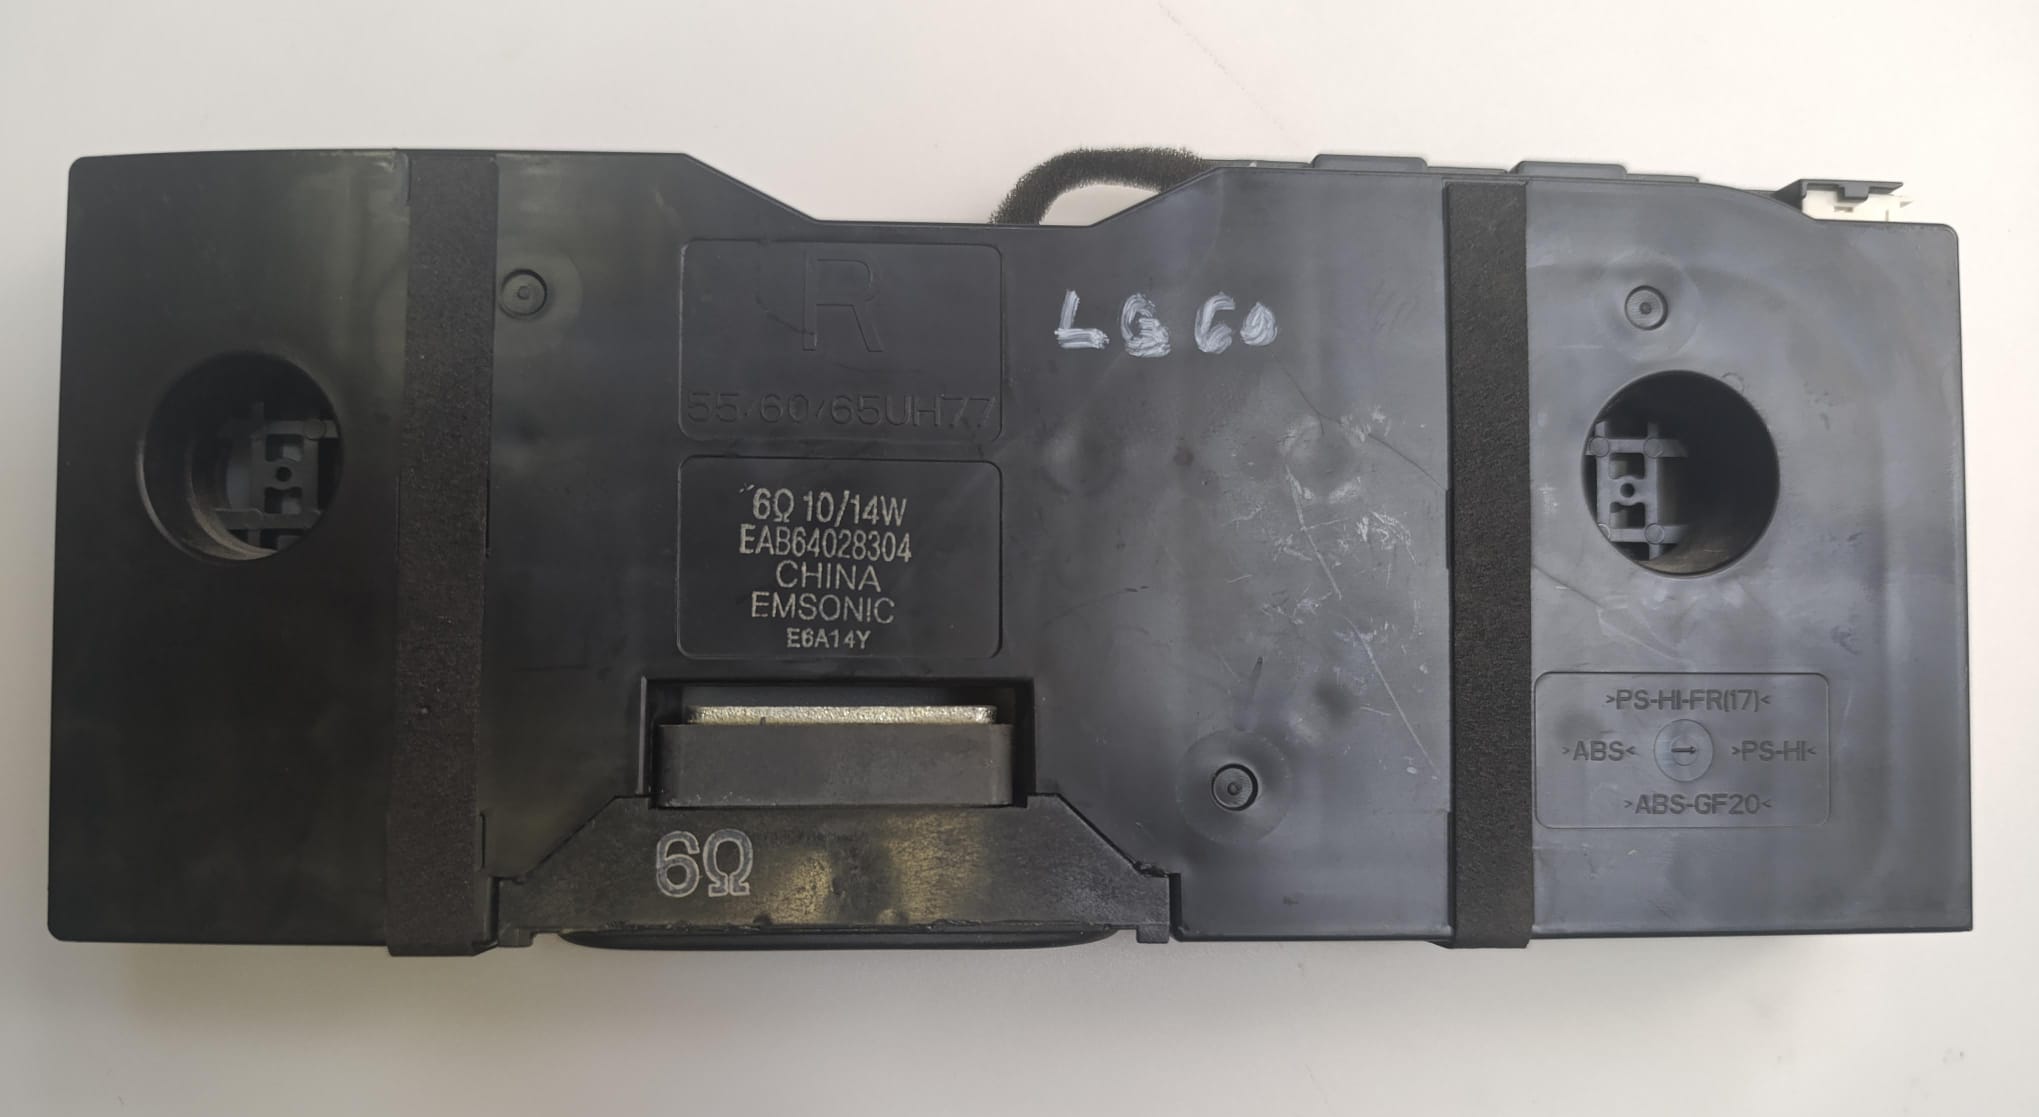 R
LG 60
55/60/65UH77
6Ω 10/14W
EAB64028304
CHINA
EMSONIC
E6A14Y
>PS-HI-FR(17)<
>ABS< >PS-HI<
>ABS-GF20<
6Ω